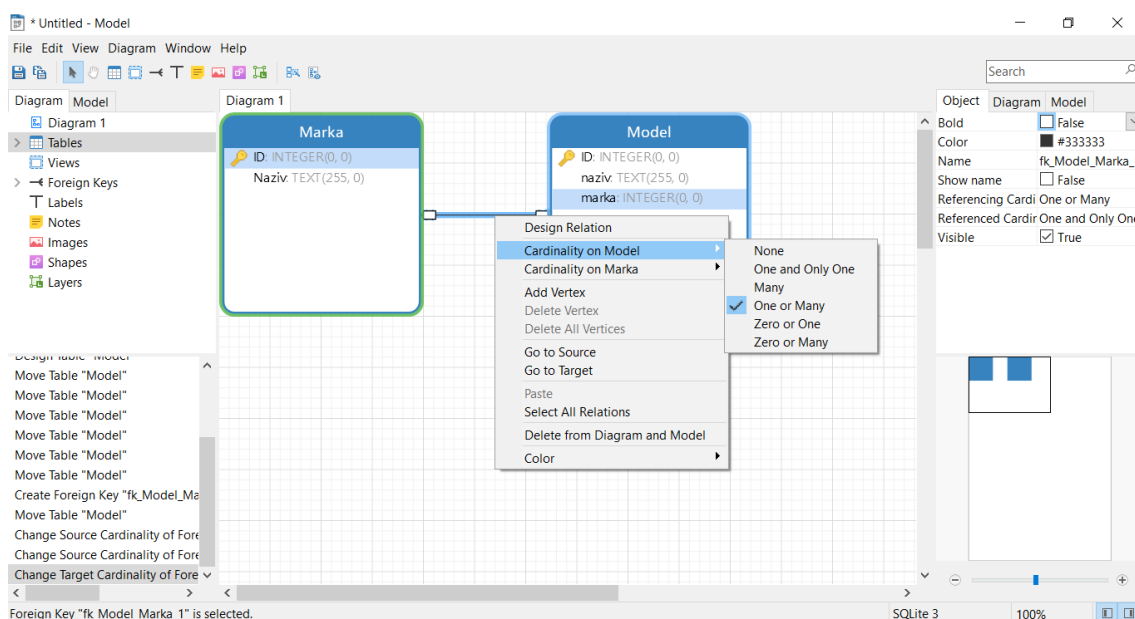 * Untitled - Model
File Edit View Diagram Window Help
Search
Diagram Model
Diagram 1
Tables
Views
Foreign Keys
Labels
Notes
Images
Shapes
Layers
Design Table "Model"
Move Table "Model"
Move Table "Model"
Move Table "Model"
Move Table "Model"
Move Table "Model"
Move Table "Model"
Create Foreign Key "fk_Model_Ma
Move Table "Model"
Change Source Cardinality of Fore
Change Source Cardinality of Fore
Change Target Cardinality of Fore
Diagram 1
Marka
ID: INTEGER(0, 0)
Naziv: TEXT(255, 0)
Model
ID: INTEGER(0, 0)
naziv: TEXT(255, 0)
marka: INTEGER(0, 0)
Design Relation
Cardinality on Model
Cardinality on Marka
Add Vertex
Delete Vertex
Delete All Vertices
Go to Source
Go to Target
Paste
Select All Relations
Delete from Diagram and Model
Color
None
One and Only One
Many
One or Many
Zero or One
Zero or Many
Object Diagram Model
Bold False
Color #333333
Name fk_Model_Marka_
Show name False
Referencing Cardi One or Many
Referenced Cardir One and Only One
Visible True
Foreign Key "fk_Model_Marka_1" is selected.
SQLite 3
100%